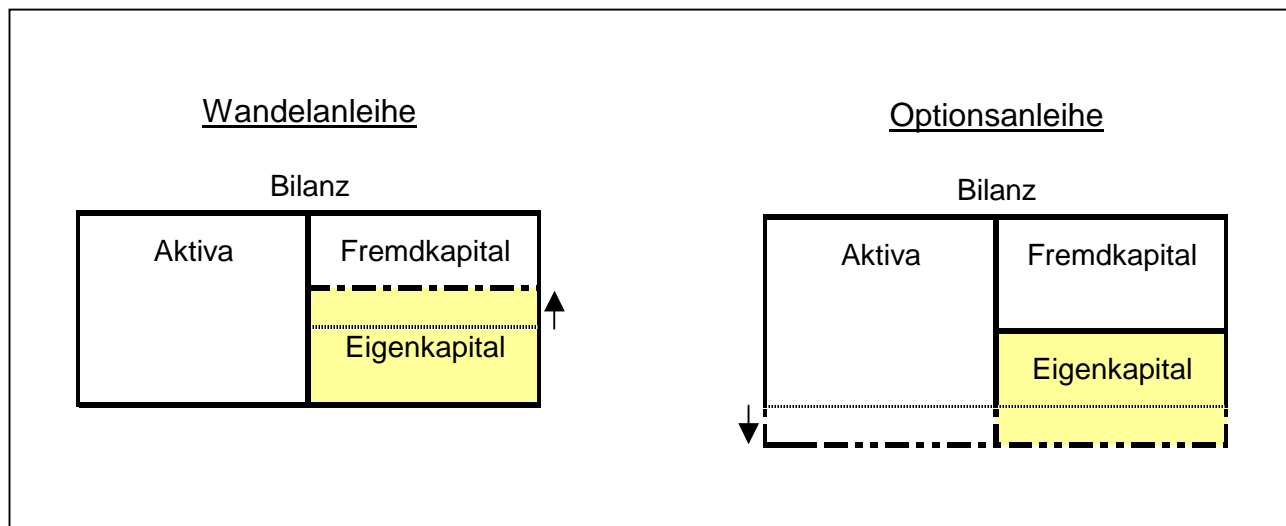 Wandelanleihe
Bilanz
Aktiva
Fremdkapital
Eigenkapital
Optionsanleihe
Bilanz
Aktiva
Fremdkapital
Eigenkapital